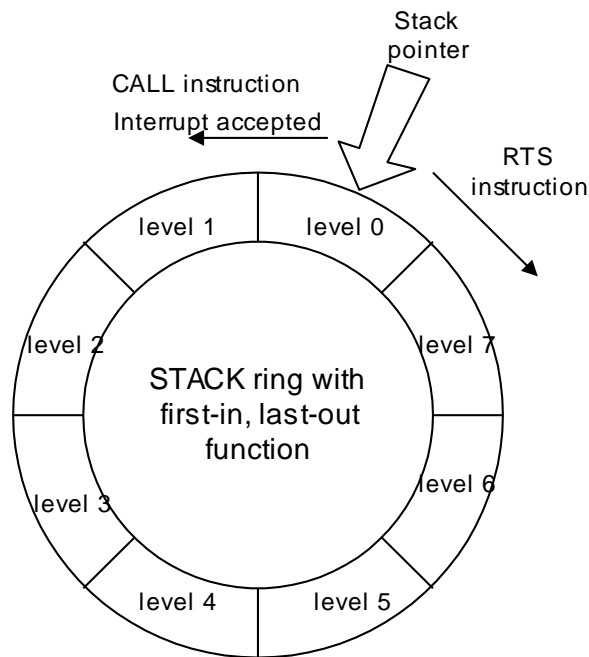 Stack
pointer
CALL instruction
Interrupt accepted
RTS
instruction
level 1
level 0
level 2
level 7
STACK ring with
first-in, last-out
function
level 3
level 6
level 4
level 5